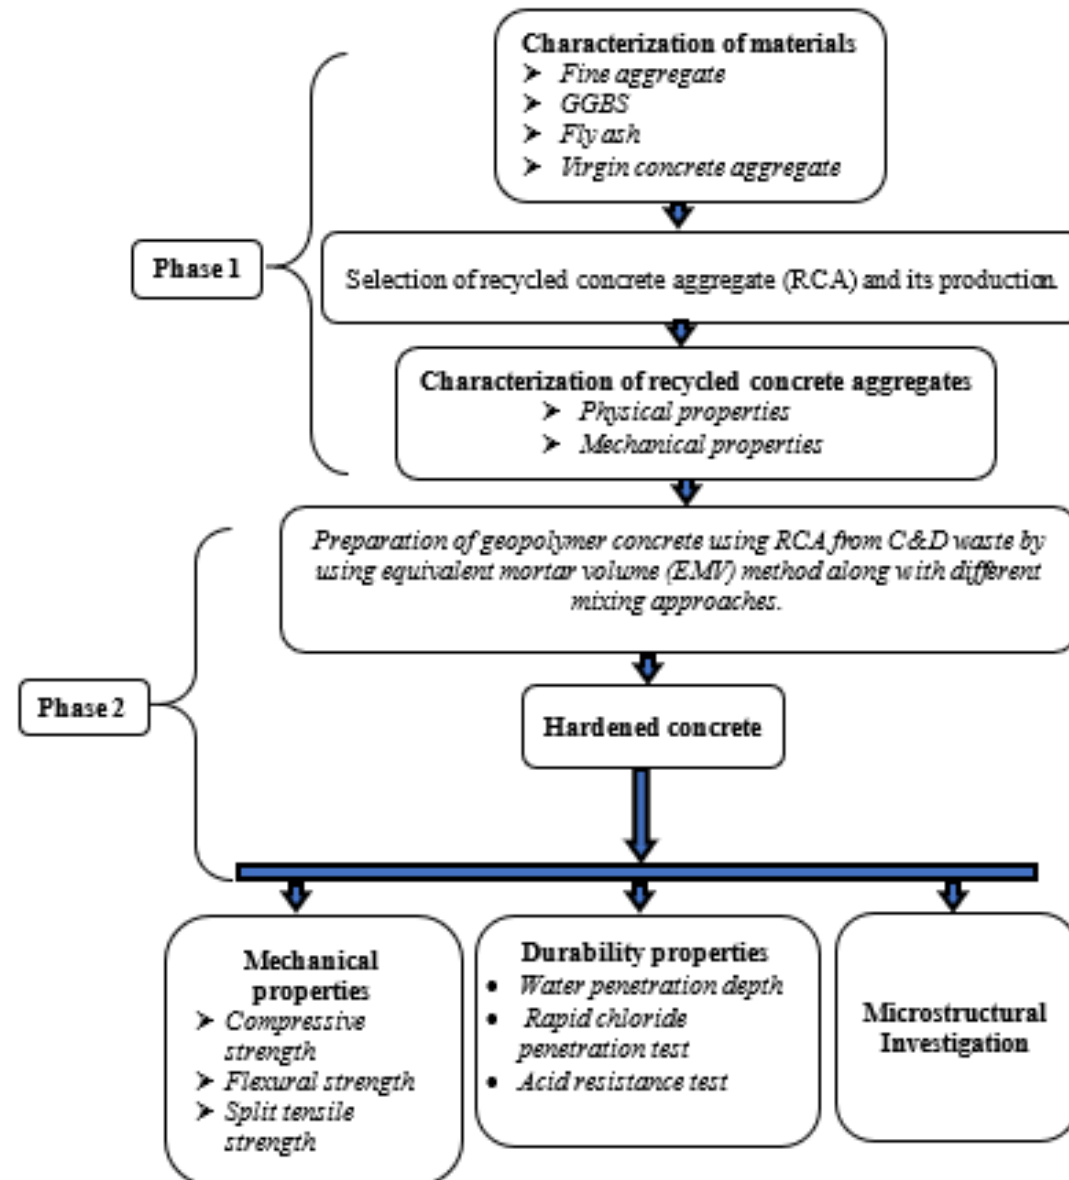 Characterization of materials
➤ Fine aggregate
➤ GGBS
➤ Fly ash
➤ Virgin concrete aggregate
Phase 1
Selection of recycled concrete aggregate (RCA) and its production.
Characterization of recycled concrete aggregates
➤ Physical properties
➤ Mechanical properties
Preparation of geopolymer concrete using RCA from C&D waste by
using equivalent mortar volume (EMV) method along with different
mixing approaches.
Phase 2
Hardened concrete
Mechanical
properties
➤ Compressive
strength
➤ Flexural strength
➤ Split tensile
strength
Durability properties
• Water penetration depth
• Rapid chloride
penetration test
• Acid resistance test
Microstructural
Investigation